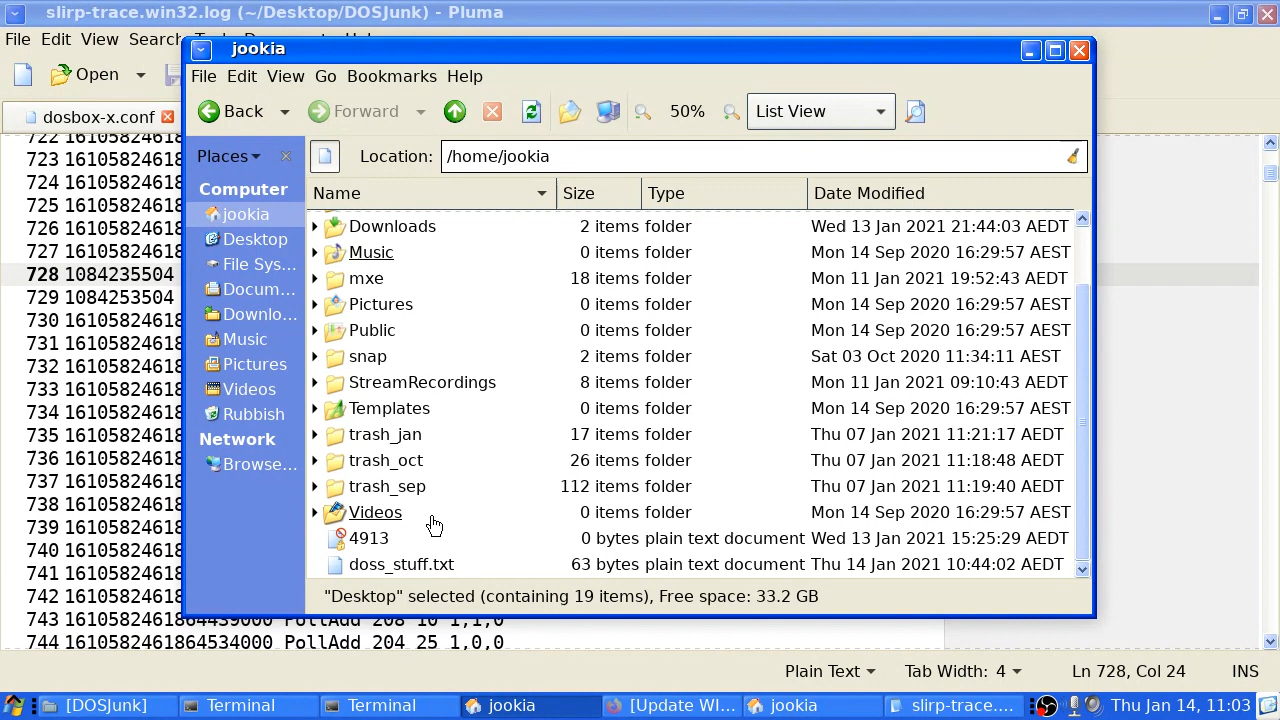 slirp-trace.win32.log (~/Desktop/DOSJunk) - Pluma
File Edit View Search
Open
dosbox-x.conf
jookia
File Edit View Go Bookmarks Help
Back Forward 50% List View
Places Location: /home/jookia
Computer
jookia
Desktop
File Sys...
Docum...
Downlo...
Music
Pictures
Videos
Rubbish
Network
Browse...
Name Size Type Date Modified
Downloads 2 items folder Wed 13 Jan 2021 21:44:03 AEDT
Music 0 items folder Mon 14 Sep 2020 16:29:57 AEST
mxe 18 items folder Mon 11 Jan 2021 19:52:43 AEDT
Pictures 0 items folder Mon 14 Sep 2020 16:29:57 AEST
Public 0 items folder Mon 14 Sep 2020 16:29:57 AEST
snap 2 items folder Sat 03 Oct 2020 11:34:11 AEST
StreamRecordings 8 items folder Mon 11 Jan 2021 09:10:43 AEDT
Templates 0 items folder Mon 14 Sep 2020 16:29:57 AEST
trash_jan 17 items folder Thu 07 Jan 2021 11:21:17 AEDT
trash_oct 26 items folder Thu 07 Jan 2021 11:18:48 AEDT
trash_sep 112 items folder Thu 07 Jan 2021 11:19:40 AEDT
Videos 0 items folder Mon 14 Sep 2020 16:29:57 AEST
4913 0 bytes plain text document Wed 13 Jan 2021 15:25:29 AEDT
doss_stuff.txt 63 bytes plain text document Thu 14 Jan 2021 10:44:02 AEDT
"Desktop" selected (containing 19 items), Free space: 33.2 GB
722 16105824618
723 16105824618
724 16105824618
725 16105824618
726 16105824618
727 16105824618
728 1084235504
729 1084253504
730 16105824618
731 16105824618
732 16105824618
733 16105824618
734 16105824618
735 16105824618
736 16105824618
737 16105824618
738 16105824618
739 16105824618
740 16105824618
741 16105824618
742 16105824618
743 1610582461864439000 PollAdd 208 10 1,1,0
744 1610582461864534000 PollAdd 204 25 1,0,0
Plain Text Tab Width: 4 Ln 728, Col 24 INS
[DOSJunk] Terminal Terminal jookia [Update WI... jookia slirp-trace.... Thu Jan 14, 11:03